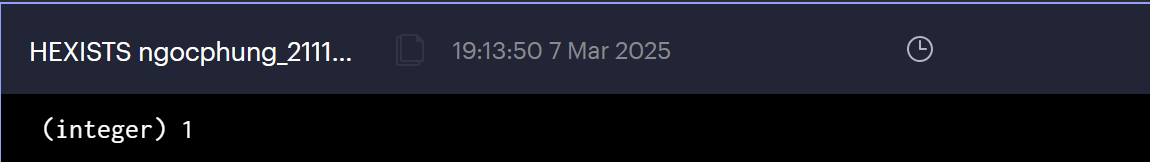 HEXISTS ngocphung_2111... 19:13:50 7 Mar 2025
(integer) 1